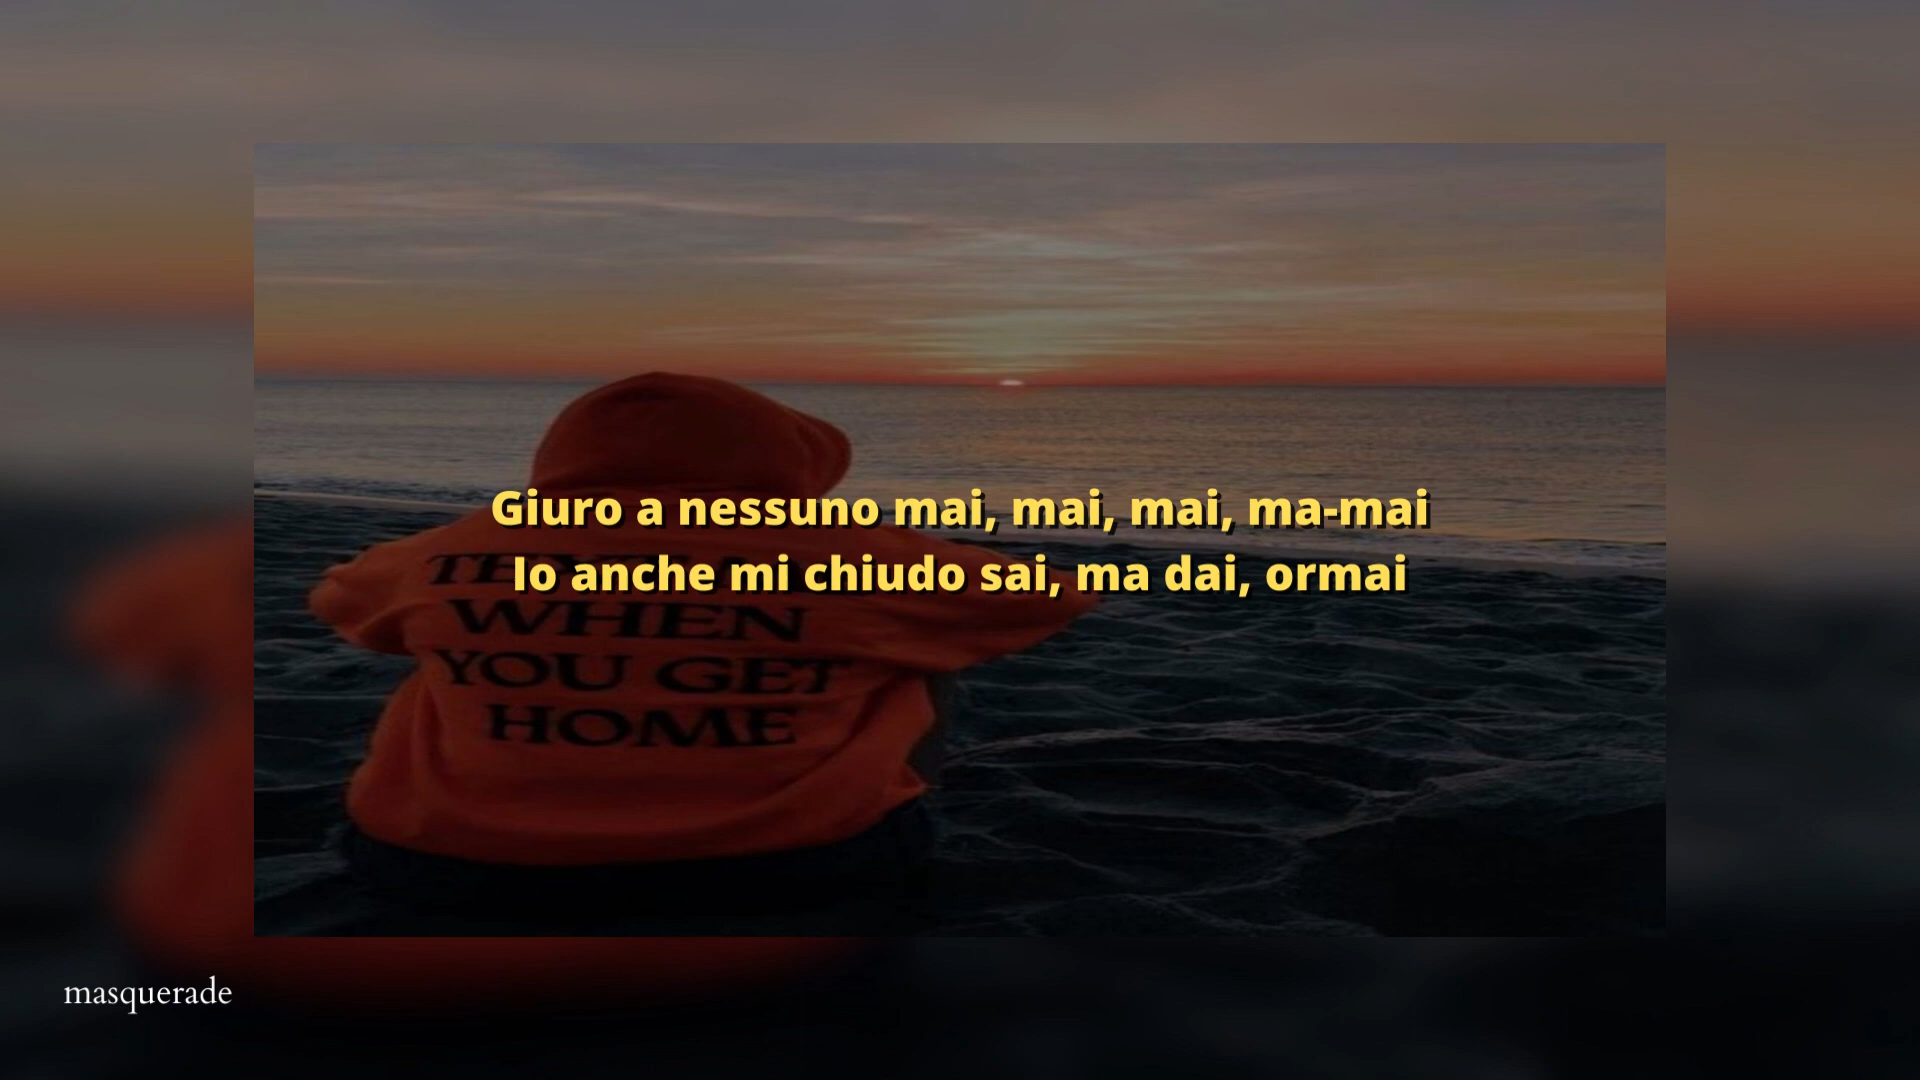 Giuro a nessuno mai, mai, mai, ma-mai
Io anche mi chiudo sai, ma dai, ormai
WHEN
YOU GET
HOME
masquerade